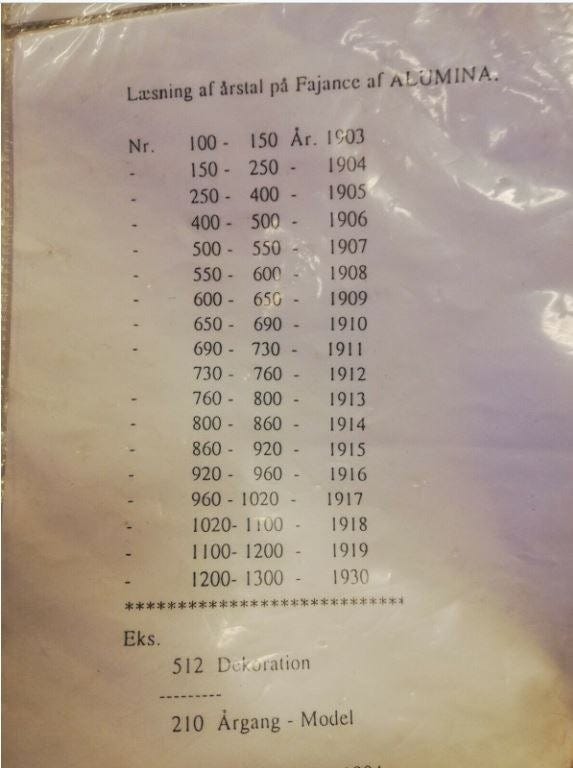 Læsning af årstal på Fajance af ALUMINA.
Nr. 100 - 150 År. 1903
- 150 - 250 - 1904
- 250 - 400 - 1905
- 400 - 500 - 1906
- 500 - 550 - 1907
- 550 - 600 - 1908
- 600 - 650 - 1909
- 650 - 690 - 1910
- 690 - 730 - 1911
730 - 760 - 1912
- 760 - 800 - 1913
- 800 - 860 - 1914
- 860 - 920 - 1915
- 920 - 960 - 1916
- 960 - 1020 - 1917
- 1020- 1100 - 1918
- 1100- 1200 - 1919
- 1200- 1300 - 1930
****************************
Eks.
512 Dekoration
---------
210 Årgang - Model